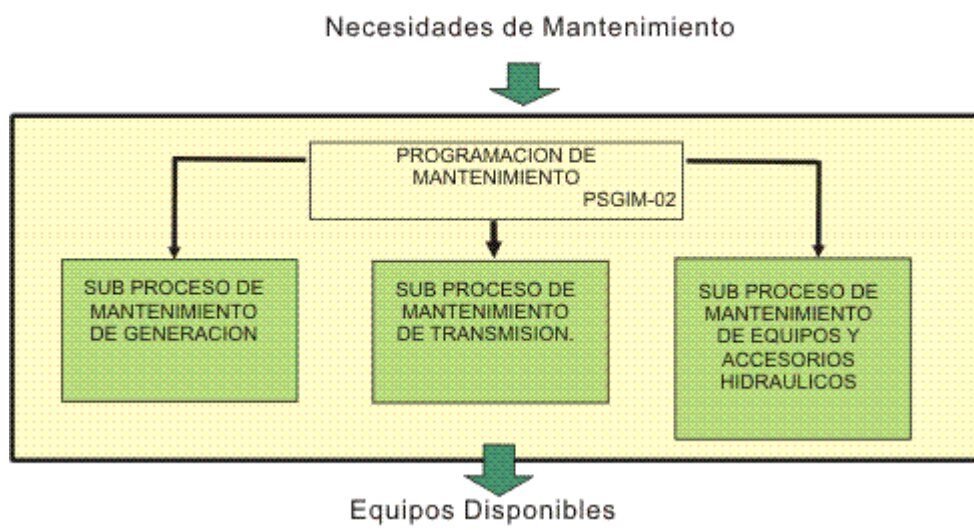 Necesidades de Mantenimiento
PROGRAMACION DE
MANTENIMIENTO
PSGIM-02
SUB PROCESO DE
MANTENIMIENTO
DE GENERACION
SUB PROCESO DE
MANTENIMIENTO
DE TRANSMISION.
SUB PROCESO DE
MANTENIMIENTO
DE EQUIPOS Y
ACCESORIOS
HIDRAULICOS
Equipos Disponibles